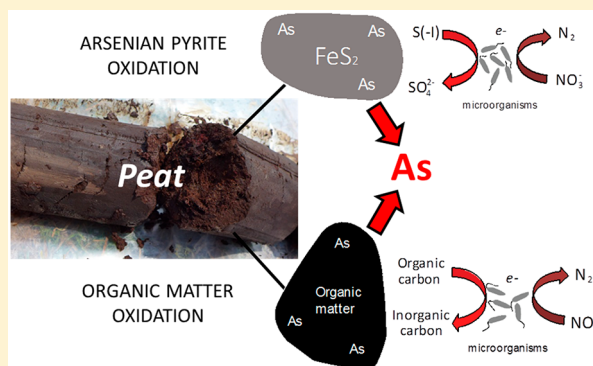 ARSENIAN PYRITE
OXIDATION
As
As
FeS₂
As
S(-I)
e-
N₂
SO₄²⁻
NO₃⁻
microorganisms
Peat
As
ORGANIC MATTER
OXIDATION
As
Organic
matter
As
As
Organic
carbon
e-
N₂
Inorganic
carbon
NO
microorganisms